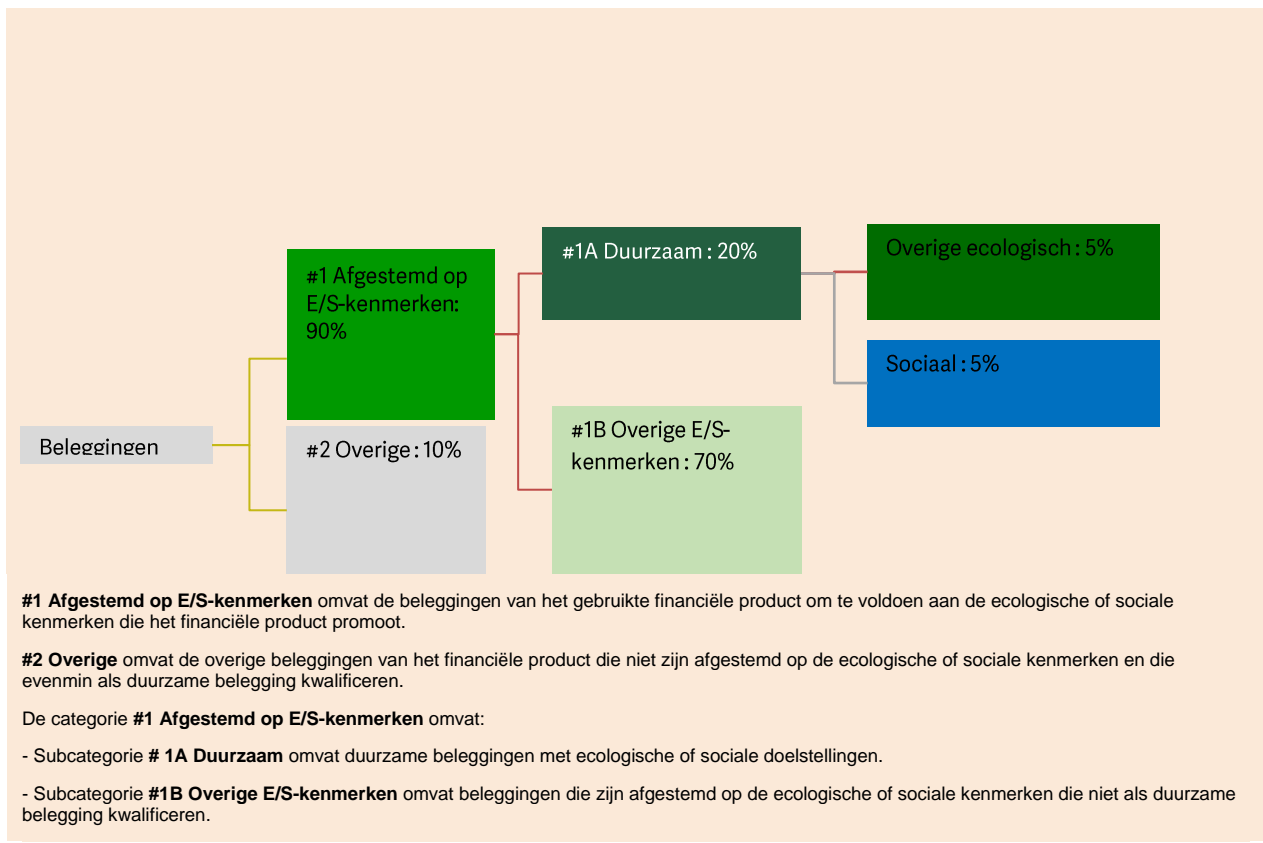 #1A Duurzaam : 20%
Overige ecologisch : 5%
#1 Afgestemd op
E/S-kenmerken:
90%
Sociaal : 5%
#1B Overige E/S-
kenmerken : 70%
Beleggingen
#2 Overige : 10%
#1 Afgestemd op E/S-kenmerken omvat de beleggingen van het gebruikte financiële product om te voldoen aan de ecologische of sociale
kenmerken die het financiële product promoot.
#2 Overige omvat de overige beleggingen van het financiële product die niet zijn afgestemd op de ecologische of sociale kenmerken en die
evenmin als duurzame belegging kwalificeren.
De categorie #1 Afgestemd op E/S-kenmerken omvat:
- Subcategorie # 1A Duurzaam omvat duurzame beleggingen met ecologische of sociale doelstellingen.
- Subcategorie #1B Overige E/S-kenmerken omvat beleggingen die zijn afgestemd op de ecologische of sociale kenmerken die niet als duurzame
belegging kwalificeren.